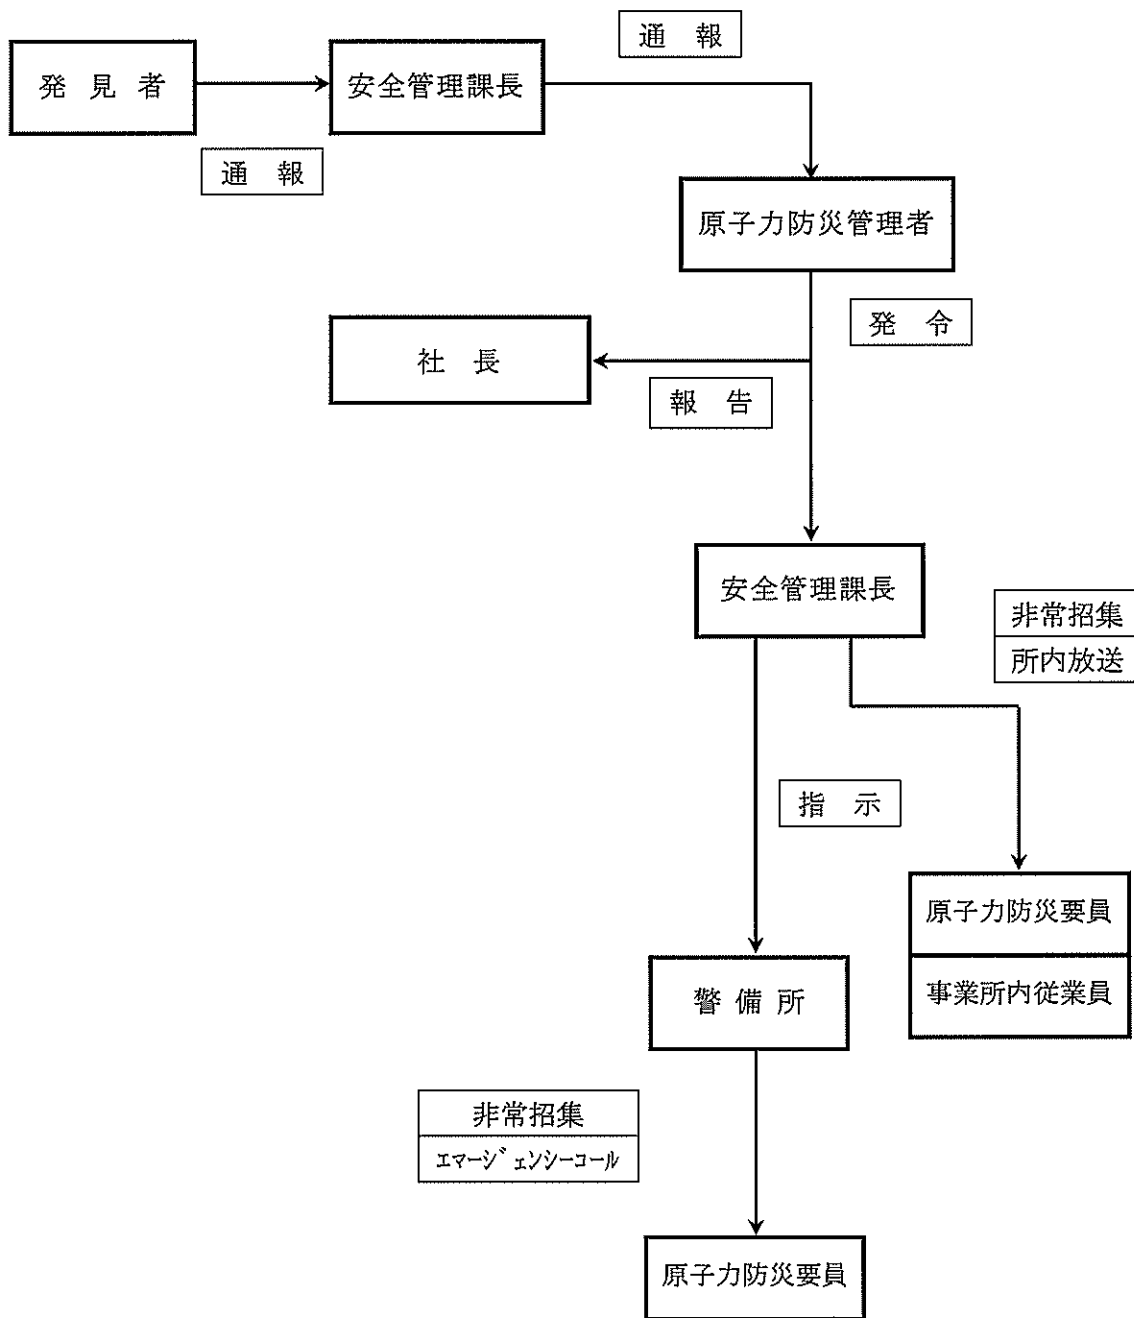 通 報
発 見 者
安全管理課長
通 報
原子力防災管理者
発 令
社 長
報 告
安全管理課長
非常招集
所内放送
指 示
原子力防災要員
事業所内従業員
警 備 所
非常招集
エマージェンシーコール
原子力防災要員